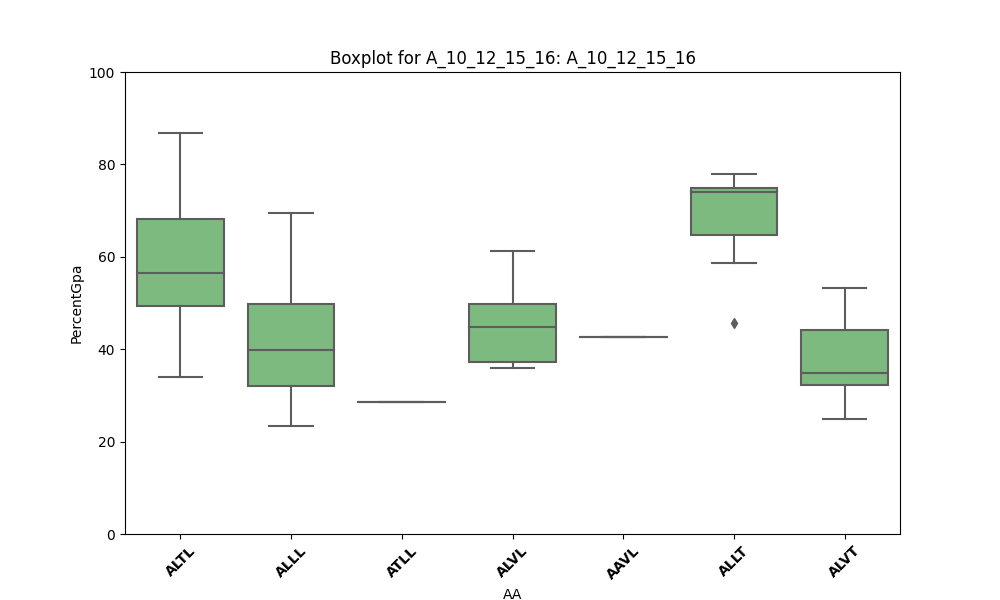 Boxplot for A_10_12_15_16: A_10_12_15_16
100
80
60
40
20
0
PercentGpa
ALTL
ALLL
ATLL
ALVL
AAVL
ALLT
ALVT
AA